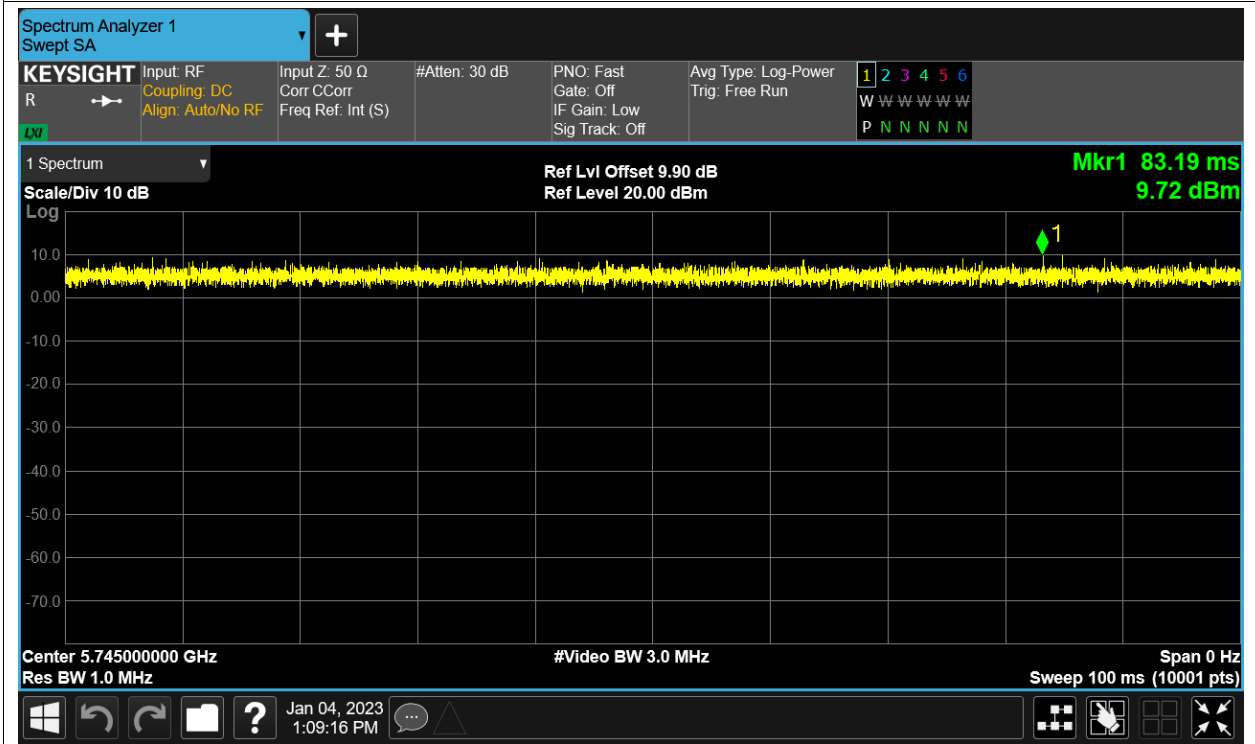 Spectrum Analyzer 1
Swept SA
+
KEYSIGHT
R
LXI
Input: RF
Coupling: DC
Align: Auto/No RF
Input Z: 50 Ω
Corr CCorr
Freq Ref: Int (S)
#Atten: 30 dB
PNO: Fast
Gate: Off
IF Gain: Low
Sig Track: Off
Avg Type: Log-Power
Trig: Free Run
1 2 3 4 5 6
W W W W W W
P N N N N N
1 Spectrum
Scale/Div 10 dB
Log
Ref Lvl Offset 9.90 dB
Ref Level 20.00 dBm
Mkr1 83.19 ms
9.72 dBm
1
10.0
0.00
-10.0
-20.0
-30.0
-40.0
-50.0
-60.0
-70.0
Center 5.745000000 GHz
Res BW 1.0 MHz
#Video BW 3.0 MHz
Span 0 Hz
Sweep 100 ms (10001 pts)
?
Jan 04, 2023
1:09:16 PM